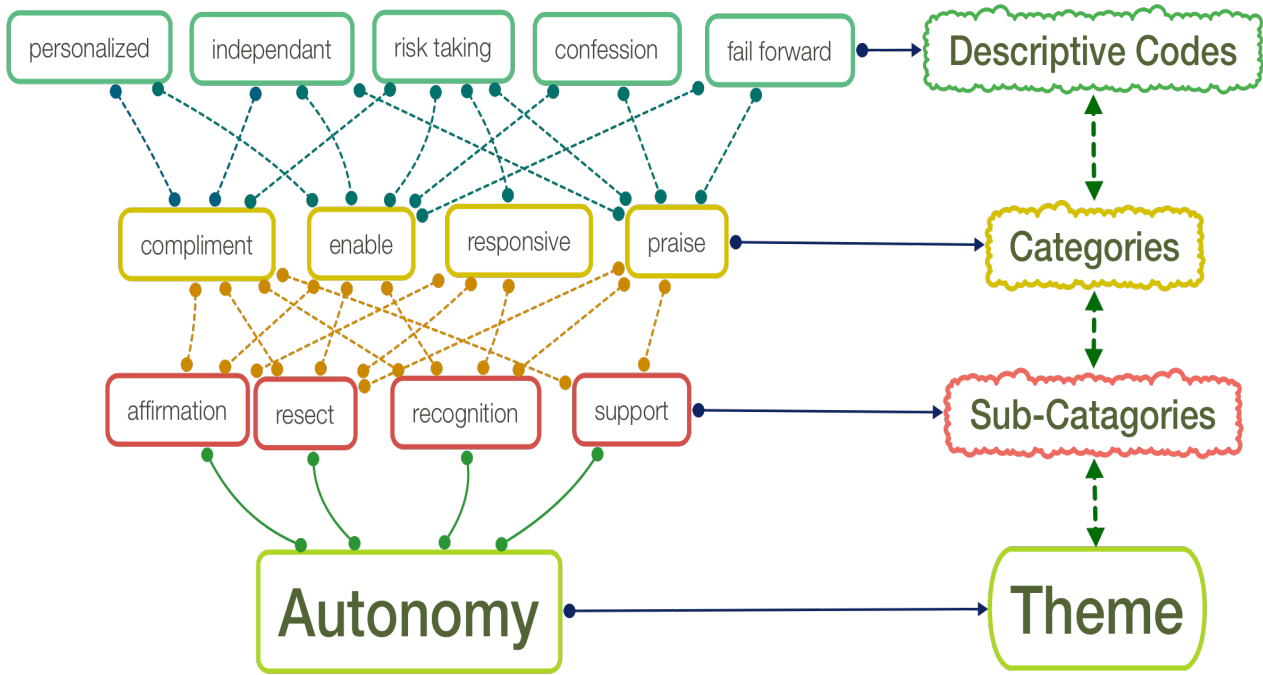 personalized
independant
risk taking
confession
fail forward
Descriptive Codes
compliment
enable
responsive
praise
Categories
affirmation
resect
recognition
support
Sub-Catagories
Autonomy
Theme